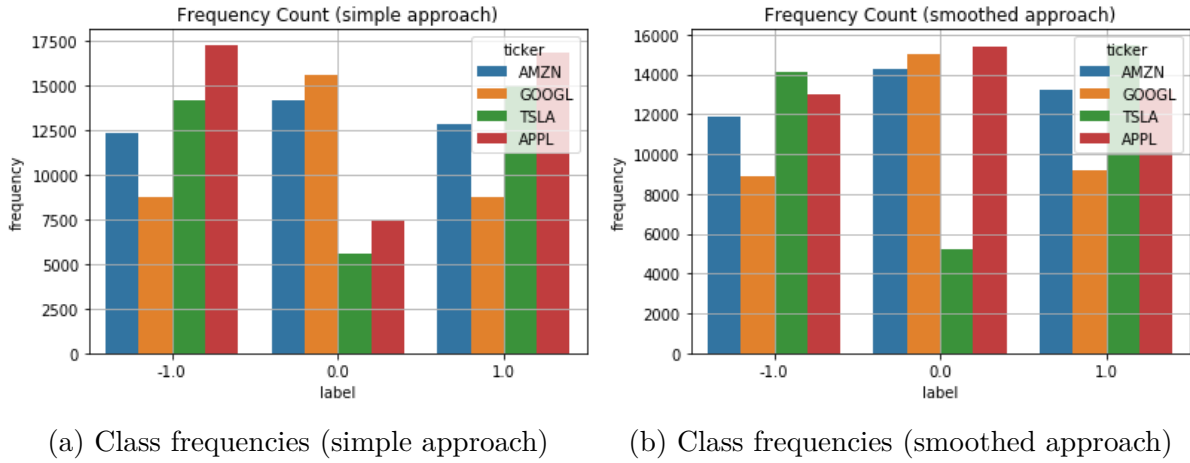 Frequency Count (simple approach)
17500
15000
12500
10000
7500
5000
2500
0
frequency
-1.0 0.0 1.0
label
ticker
AMZN
GOOGL
TSLA
APPL
Frequency Count (smoothed approach)
16000
14000
12000
10000
8000
6000
4000
2000
0
frequency
-1.0 0.0 1.0
label
ticker
AMZN
GOOGL
TSLA
APPL
(a) Class frequencies (simple approach)
(b) Class frequencies (smoothed approach)